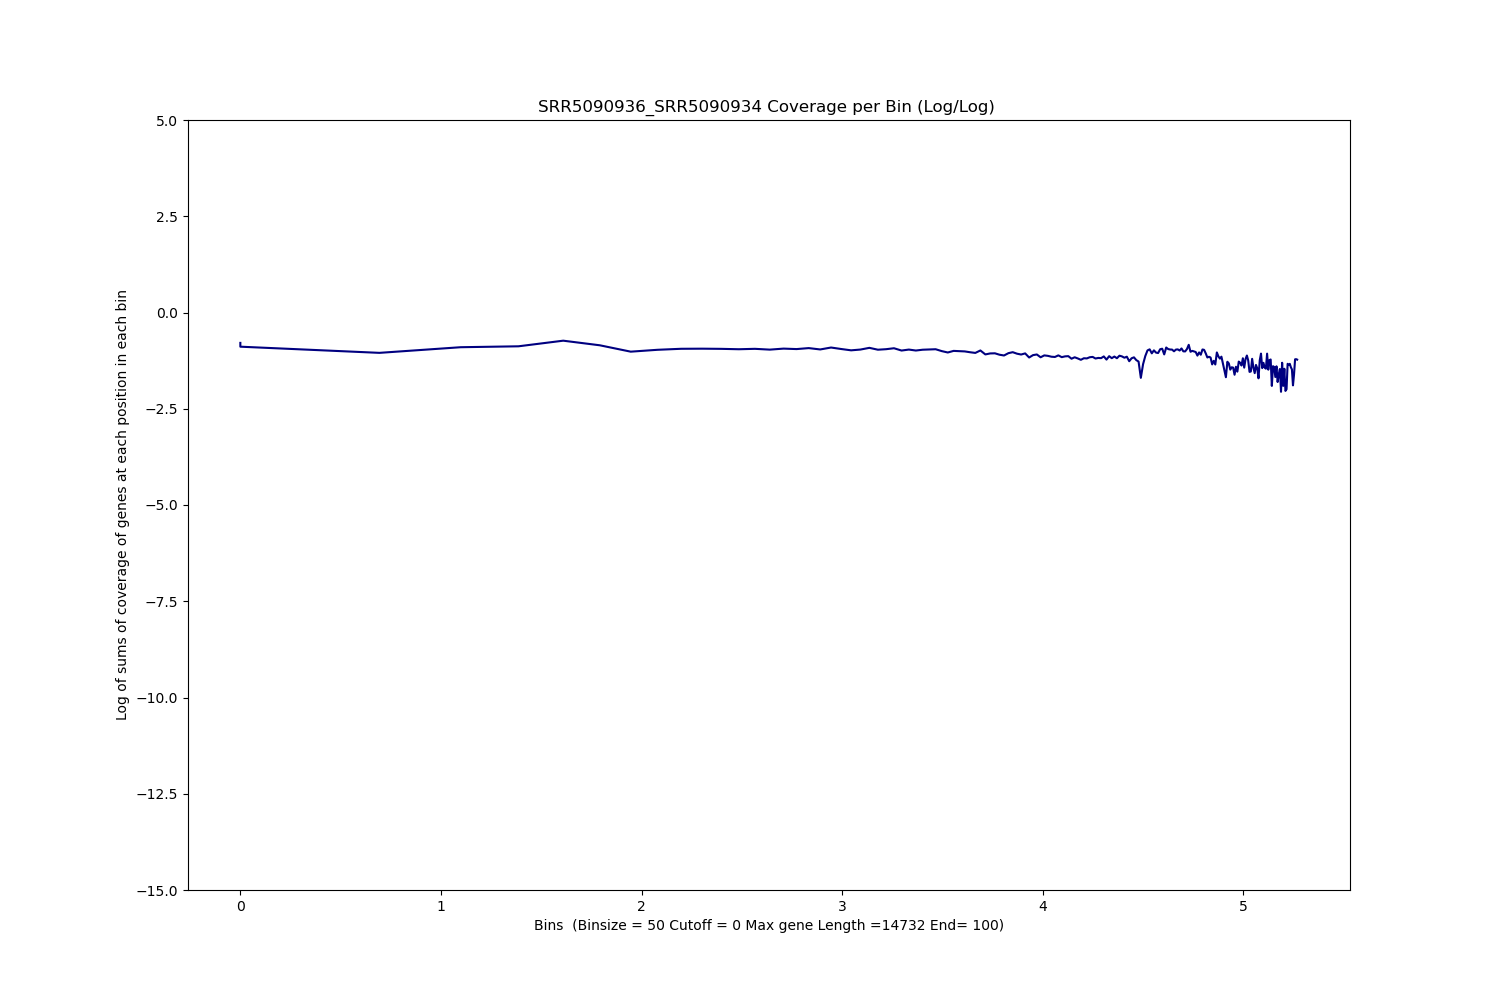 SRR5090936_SRR5090934 Coverage per Bin (Log/Log)
5.0
2.5
0.0
−2.5
−5.0
−7.5
−10.0
−12.5
−15.0
Log of sums of coverage of genes at each position in each bin
0 1 2 3 4 5
Bins  (Binsize = 50 Cutoff = 0 Max gene Length =14732 End= 100)